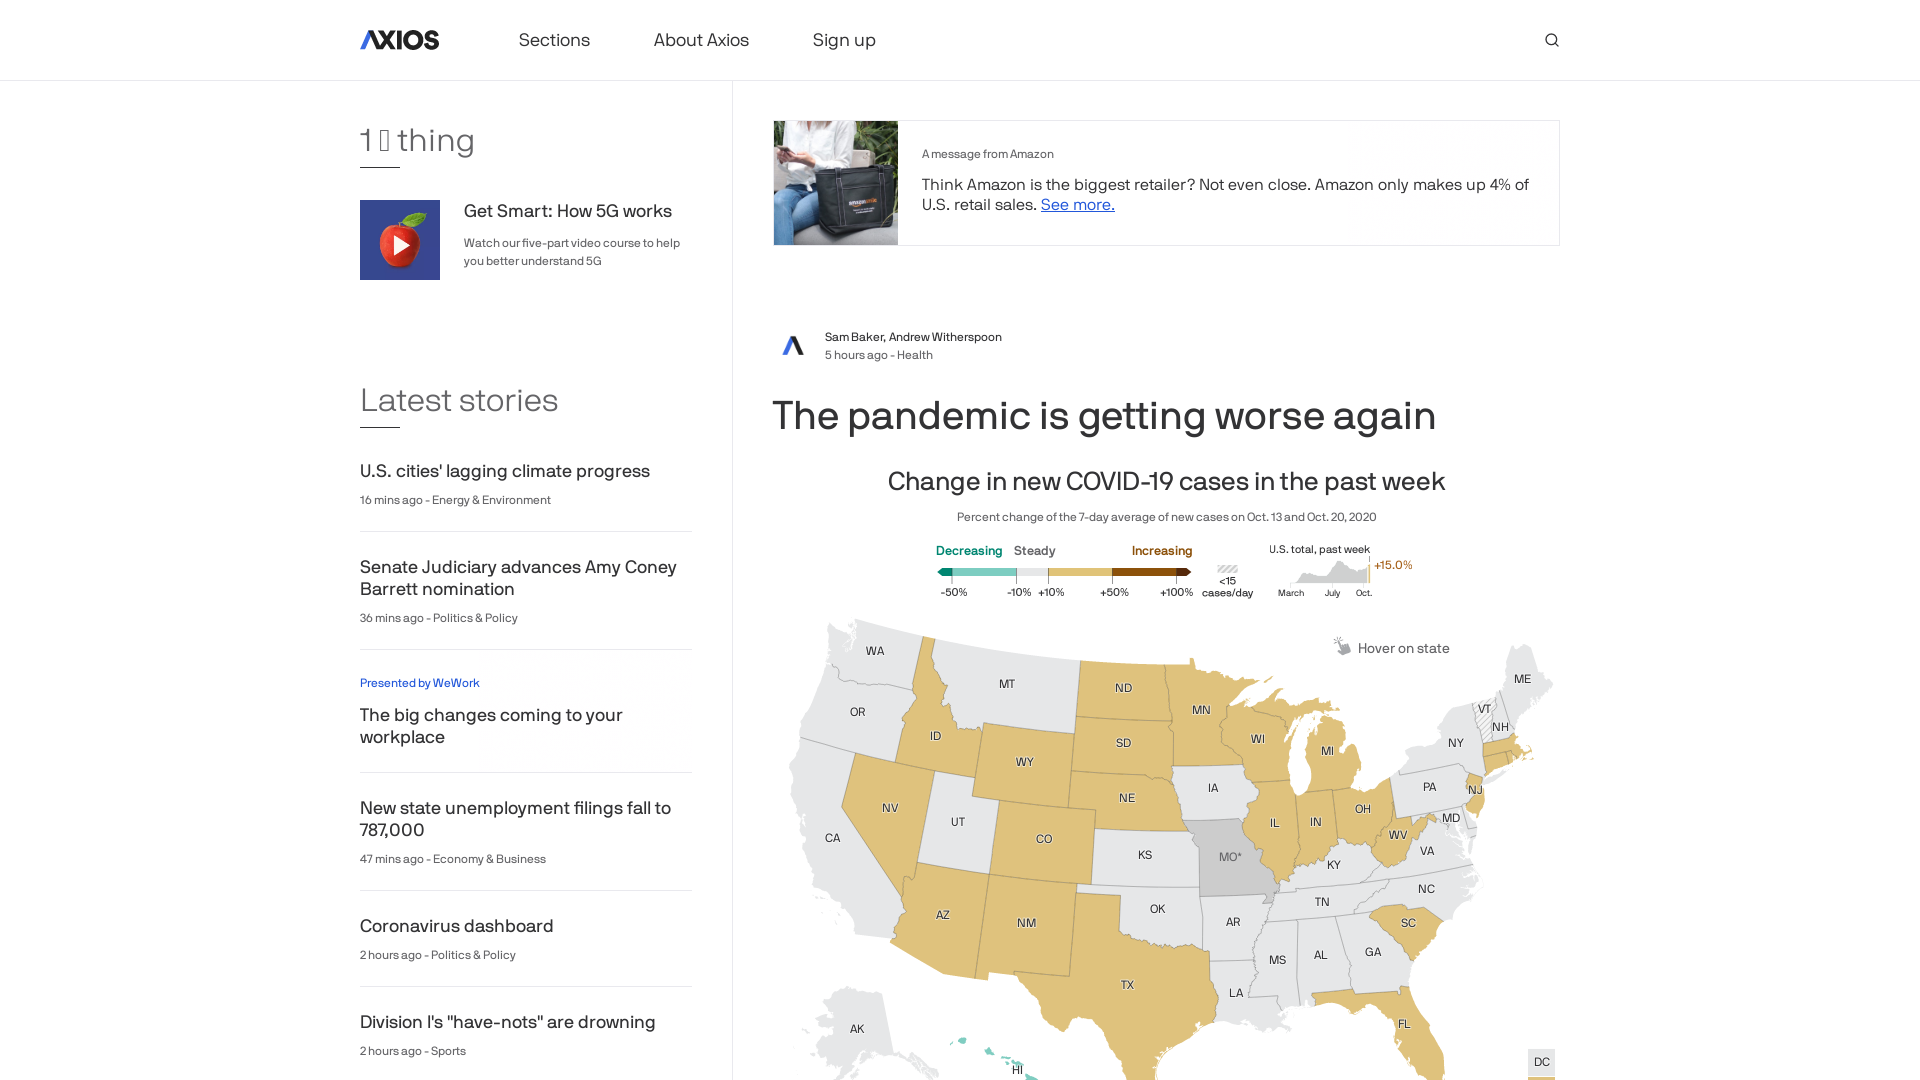 AXIOS
Sections
About Axios
Sign up
1 thing
Get Smart: How 5G works
Watch our five-part video course to help
you better understand 5G
Latest stories
U.S. cities' lagging climate progress
16 mins ago - Energy & Environment
Senate Judiciary advances Amy Coney
Barrett nomination
36 mins ago - Politics & Policy
Presented by WeWork
The big changes coming to your
workplace
New state unemployment filings fall to
787,000
47 mins ago - Economy & Business
Coronavirus dashboard
2 hours ago - Politics & Policy
Division I's "have-nots" are drowning
2 hours ago - Sports
A message from Amazon
Think Amazon is the biggest retailer? Not even close. Amazon only makes up 4% of
U.S. retail sales. See more.
Sam Baker, Andrew Witherspoon
5 hours ago - Health
The pandemic is getting worse again
Change in new COVID-19 cases in the past week
Percent change of the 7-day average of new cases on Oct. 13 and Oct. 20, 2020
Decreasing Steady Increasing
-50% -10% +10% +50% +100%
<15
cases/day
U.S. total, past week
+15.0%
March July Oct.
Hover on state
WA
MT
ND
MN
ME
OR
ID
WY
SD
WI
MI
NY
VT
NH
NV
UT
CO
NE
IA
IL
IN
OH
PA
NJ
CA
KS
MO*
KY
WV
MD
VA
AZ
NM
OK
AR
TN
NC
SC
TX
LA
MS
AL
GA
FL
AK
HI
DC